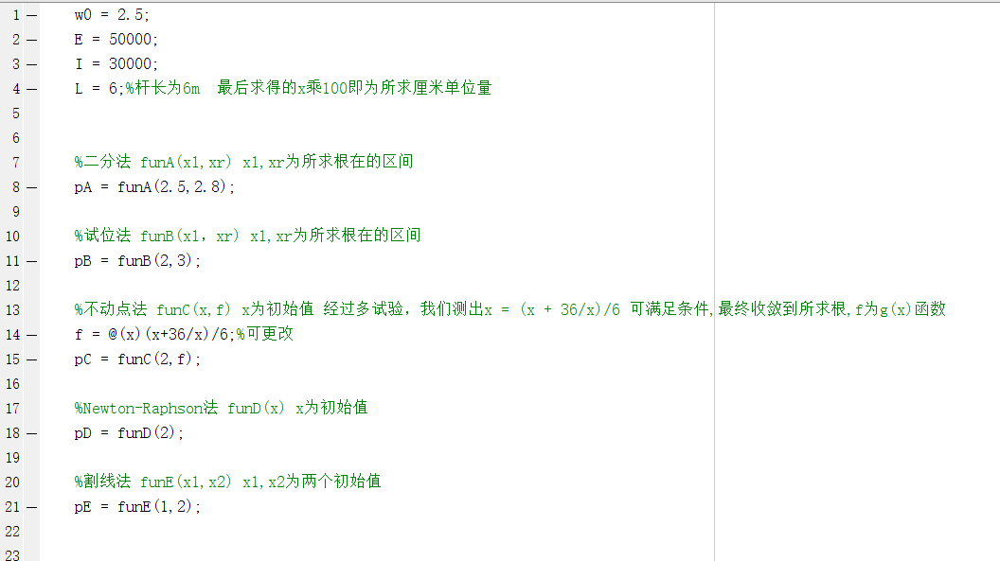 1 — w0 = 2.5;
2 — E = 50000;
3 — I = 30000;
4 — L = 6;%杆长为6m  最后求得的x乘100即为所求厘米单位量
5
6
7 %二分法 funA(xl,xr) xl,xr为所求根在的区间
8 — pA = funA(2.5,2.8);
9
10 %试位法 funB(xl, xr) xl,xr为所求根在的区间
11 — pB = funB(2,3);
12
13 %不动点法 funC(x,f) x为初始值 经过多试验，我们测出x = (x + 36/x)/6 可满足条件,最终收敛到所求根,f为g(x)函数
14 — f = @(x)(x+36/x)/6;%可更改
15 — pC = funC(2,f);
16
17 %Newton-Raphson法 funD(x) x为初始值
18 — pD = funD(2);
19
20 %割线法 funE(x1,x2) x1,x2为两个初始值
21 — pE = funE(1,2);
22
23